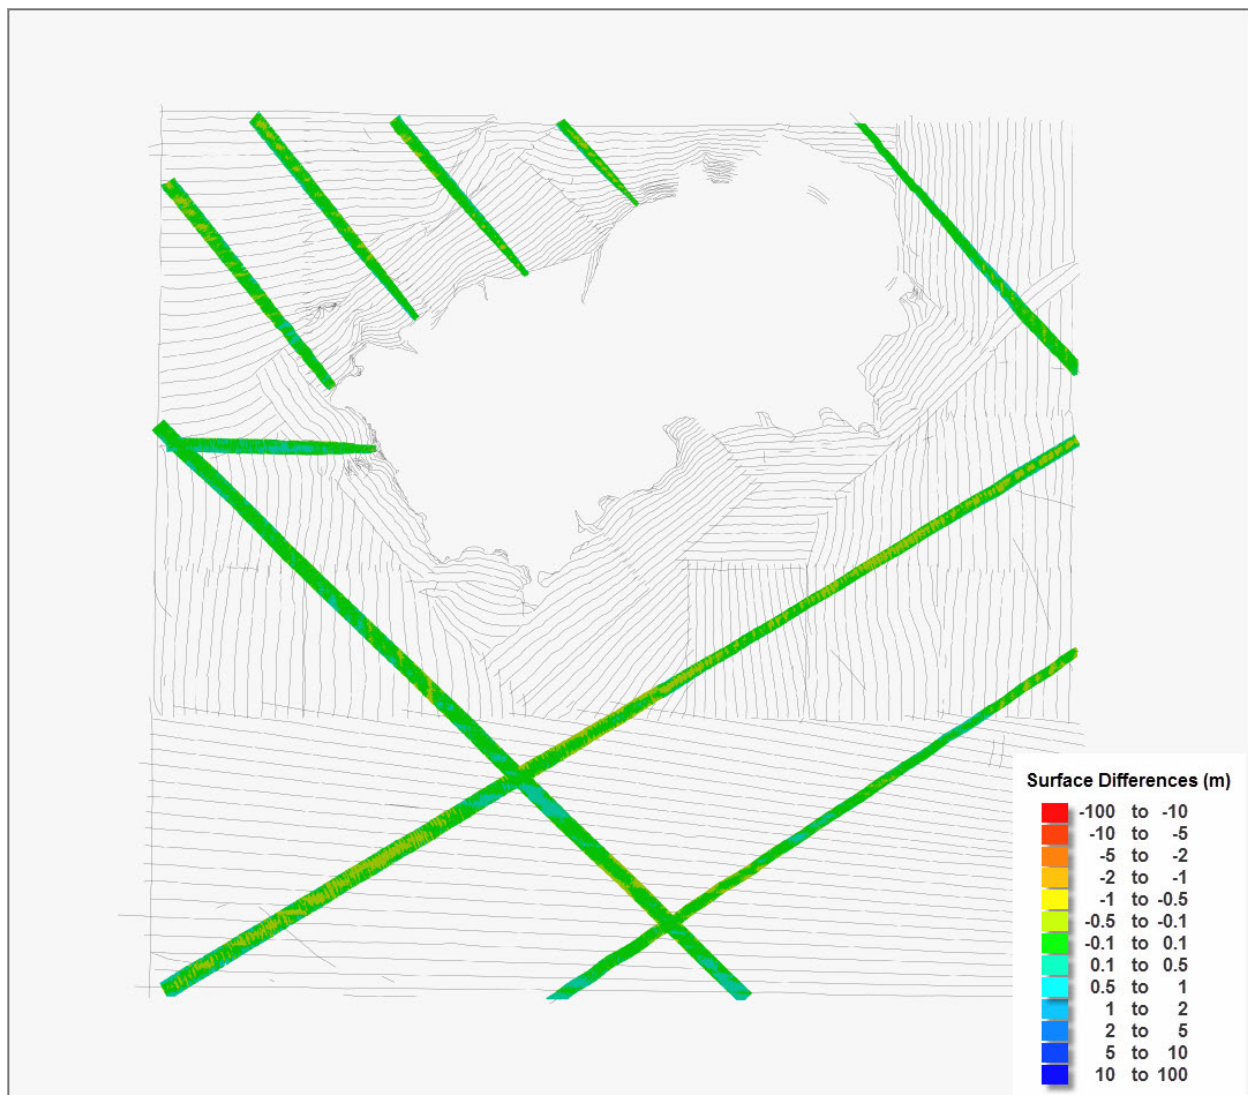 Surface Differences (m)
-100 to -10
-10 to -5
-5 to -2
-2 to -1
-1 to -0.5
-0.5 to -0.1
-0.1 to 0.1
0.1 to 0.5
0.5 to 1
1 to 2
2 to 5
5 to 10
10 to 100